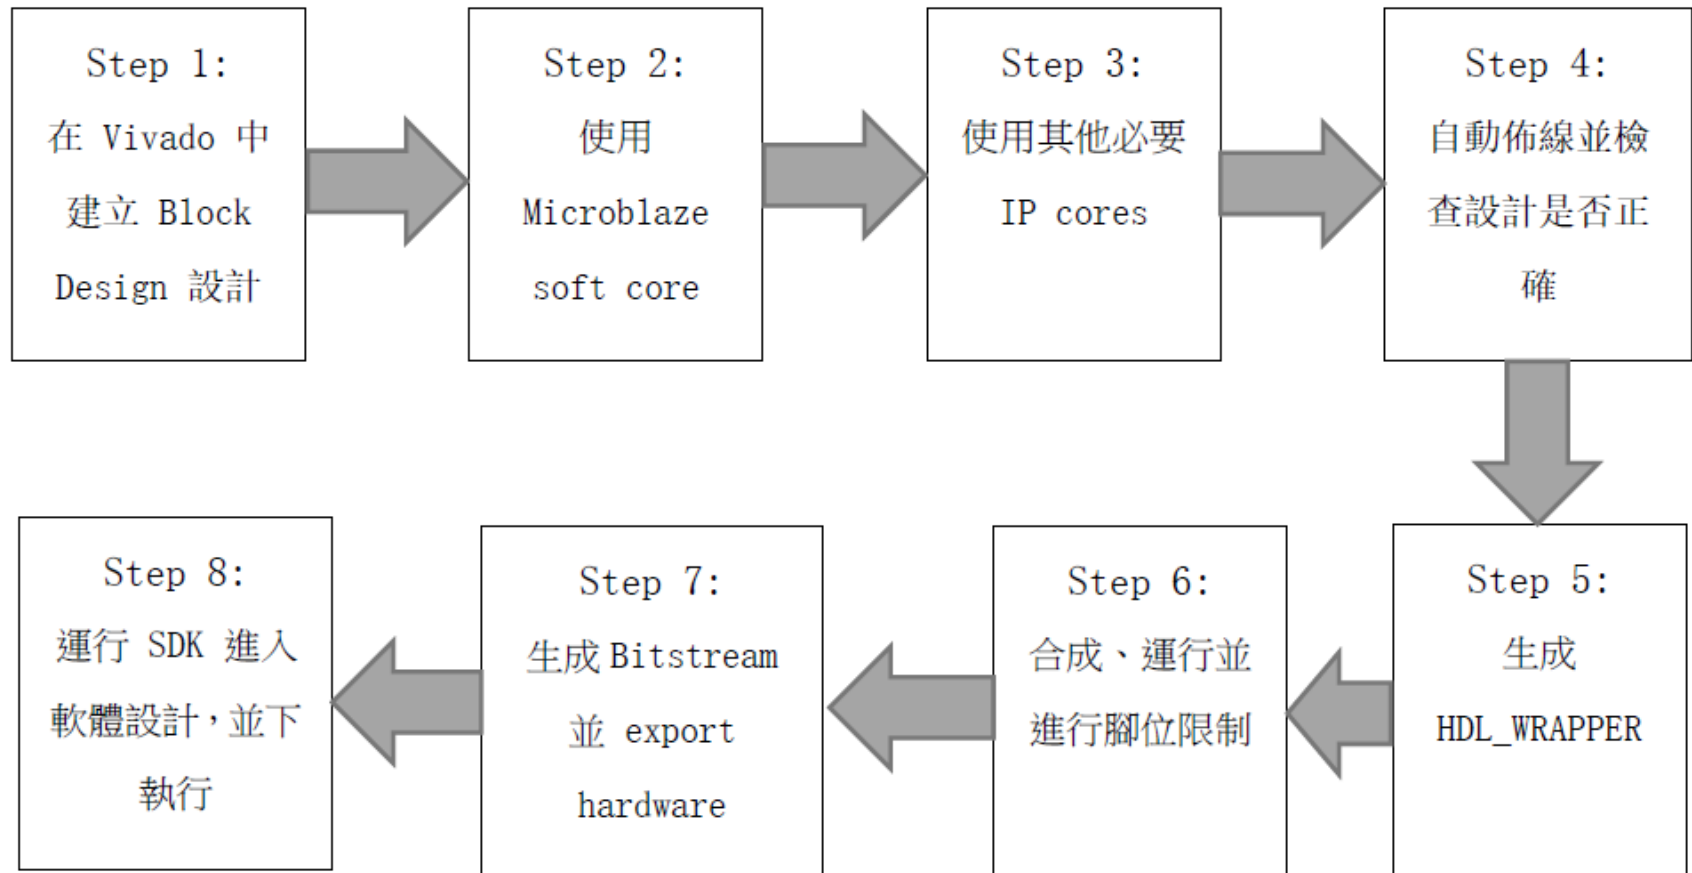 Step 1:
在 Vivado 中
建立 Block
Design 設計
Step 2:
使用
Microblaze
soft core
Step 3:
使用其他必要
IP cores
Step 4:
自動佈線並檢
查設計是否正
確
Step 5:
生成
HDL_WRAPPER
Step 6:
合成、運行並
進行腳位限制
Step 7:
生成 Bitstream
並 export
hardware
Step 8:
運行 SDK 進入
軟體設計，並下
執行